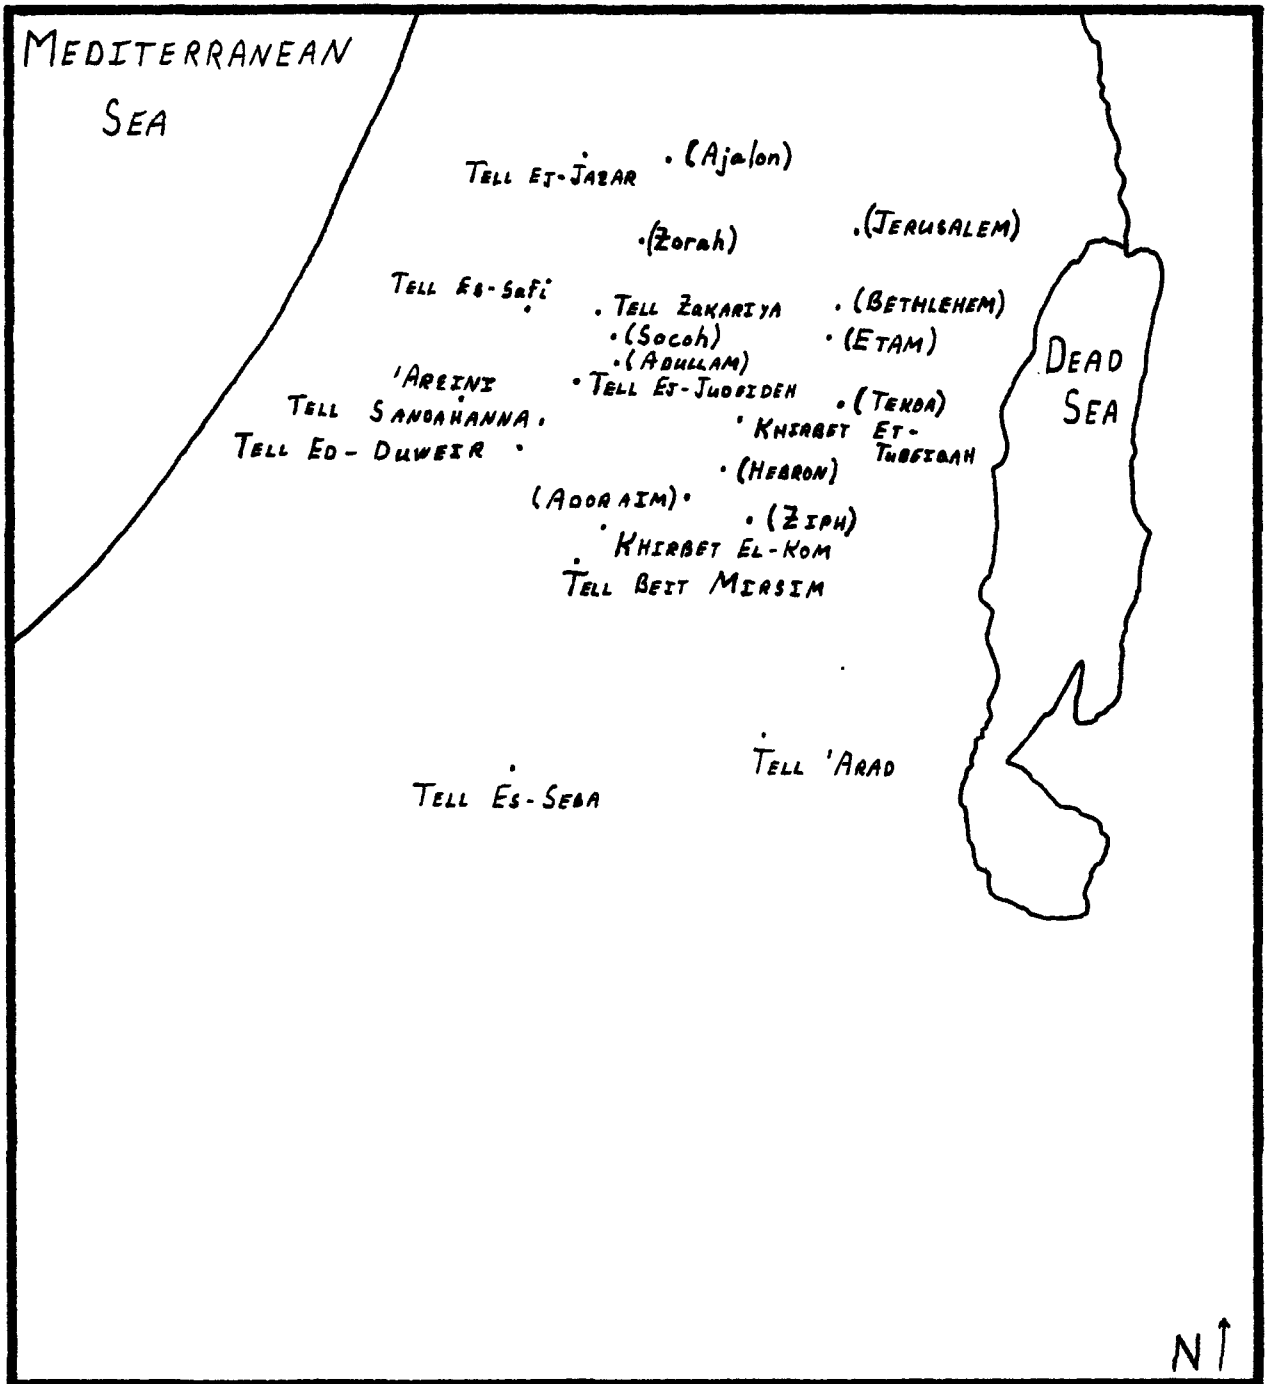 MEDITERRANEAN
SEA
TELL EJ-JAZAR
(Ajalon)
(Zorah)
(JERUSALEM)
TELL ES-Safi
TELL ZAKARIYA
(BETHLEHEM)
(Socoh)
(ETAM)
(ADULLAM)
DEAD
SEA
'AREINI
TELL EJ-JUDEIDEH
TELL SANDAHANNA
(TEKOA)
KHIRBET ET-
TUBEIQAH
TELL ED-DUWEIR
(HEBRON)
(ADORAIM)
(ZIPH)
KHIRBET EL-KOM
TELL BEIT MIRSIM
TELL 'ARAD
TELL ES-SEBA
N